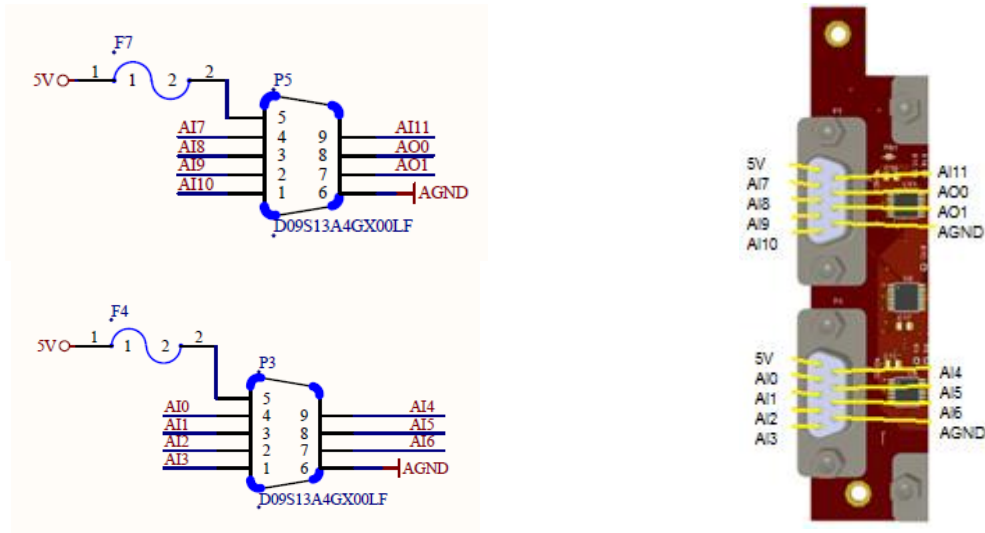 F7
5V 1 1 2 2
P5
5
AI7 4 9 AI11
AI8 3 8 AO0
AI9 2 7 AO1
AI10 1 6 AGND
D09S13A4GX00LF
F4
5V 1 1 2 2
P3
5
AI0 4 9 AI4
AI1 3 8 AI5
AI2 2 7 AI6
AI3 1 6 AGND
D09S13A4GX00LF
5V
AI7
AI8
AI9
AI10
AI11
AO0
AO1
AGND
5V
AI0
AI1
AI2
AI3
AI4
AI5
AI6
AGND